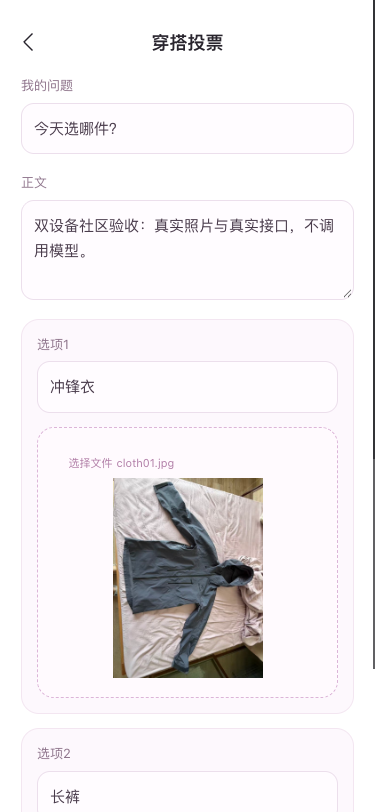 穿搭投票
我的问题
今天选哪件?
正文
双设备社区验收：真实照片与真实接口，不调
用模型。
选项1
冲锋衣
选择文件 cloth01.jpg
选项2
长裤